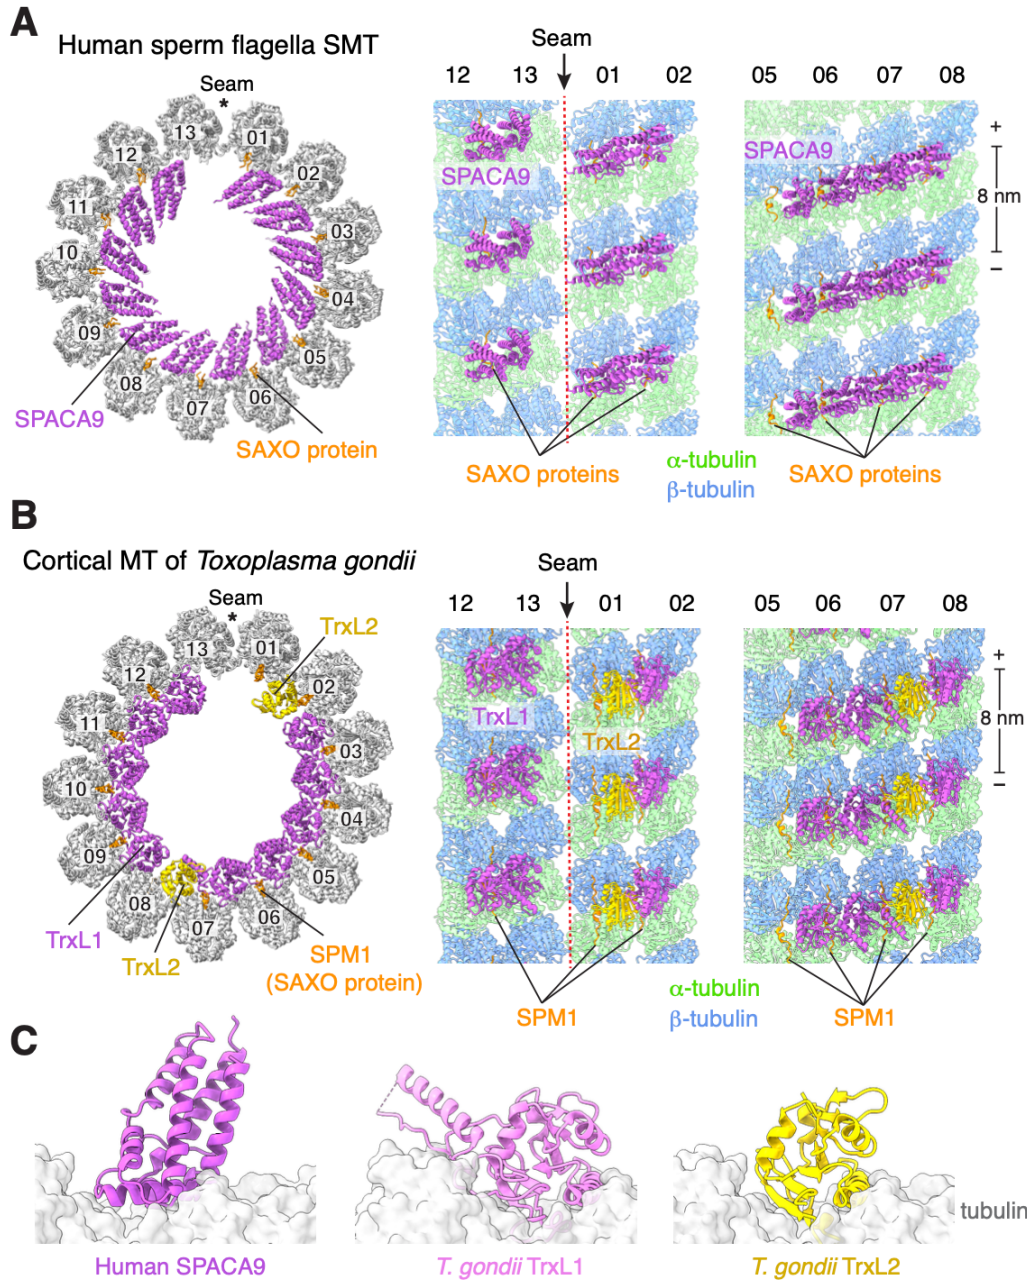 A
Human sperm flagella SMT
Seam
*
13
01
12
02
11
03
10
04
09
05
08
06
07
SPACA9
SAXO protein
Seam
12 13 01 02
SPACA9
SAXO proteins
05 06 07 08
SPACA9
+
8 nm
–
SAXO proteins
α-tubulin
β-tubulin
B
Cortical MT of Toxoplasma gondii
Seam
*
TrxL2
13
01
12
02
11
03
10
04
09
05
08
06
07
TrxL1
TrxL2
SPM1
(SAXO protein)
Seam
12 13 01 02
TrxL1
TrxL2
SPM1
05 06 07 08
+
8 nm
–
SPM1
α-tubulin
β-tubulin
C
tubulin
Human SPACA9
T. gondii TrxL1
T. gondii TrxL2